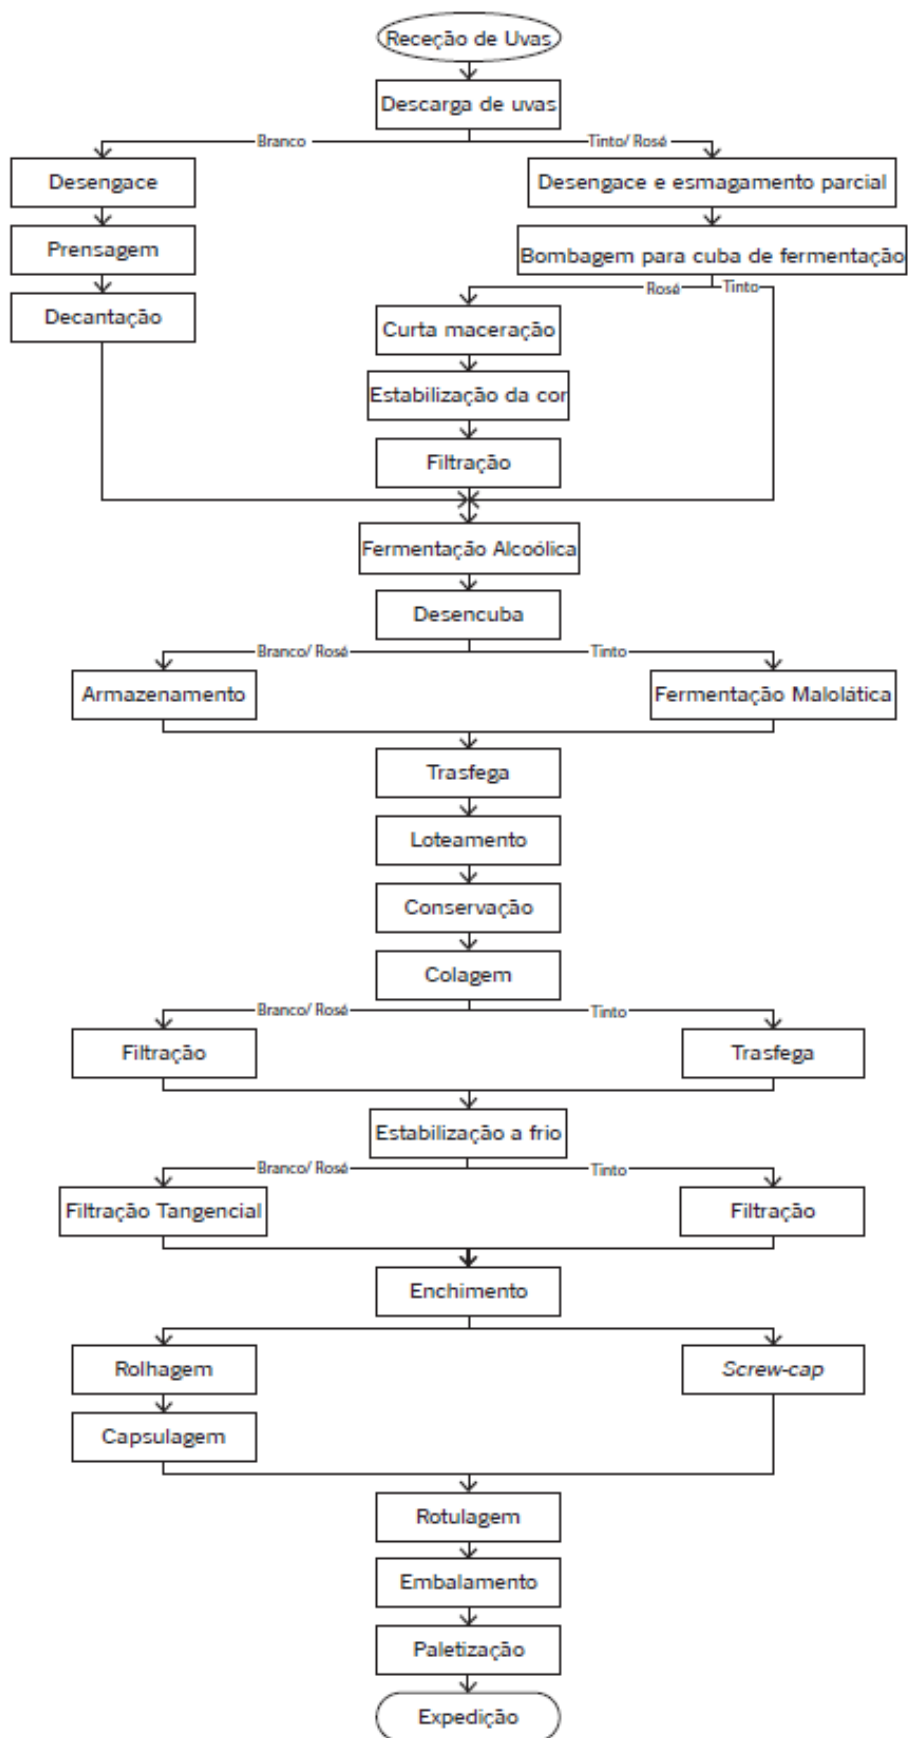 Receção de Uvas
Descarga de uvas
Branco
Tinto/ Rosé
Desengace
Desengace e esmagamento parcial
Prensagem
Bombagem para cuba de fermentação
Rosé
Tinto
Decantação
Curta maceração
Estabilização da cor
Filtração
Fermentação Alcoólica
Desencuba
Branco/ Rosé
Tinto
Armazenamento
Fermentação Malolática
Trasfega
Loteamento
Conservação
Colagem
Branco/ Rosé
Tinto
Filtração
Trasfega
Estabilização a frio
Branco/ Rosé
Tinto
Filtração Tangencial
Filtração
Enchimento
Rolhagem
Screw-cap
Capsulagem
Rotulagem
Embalamento
Paletização
Expedição